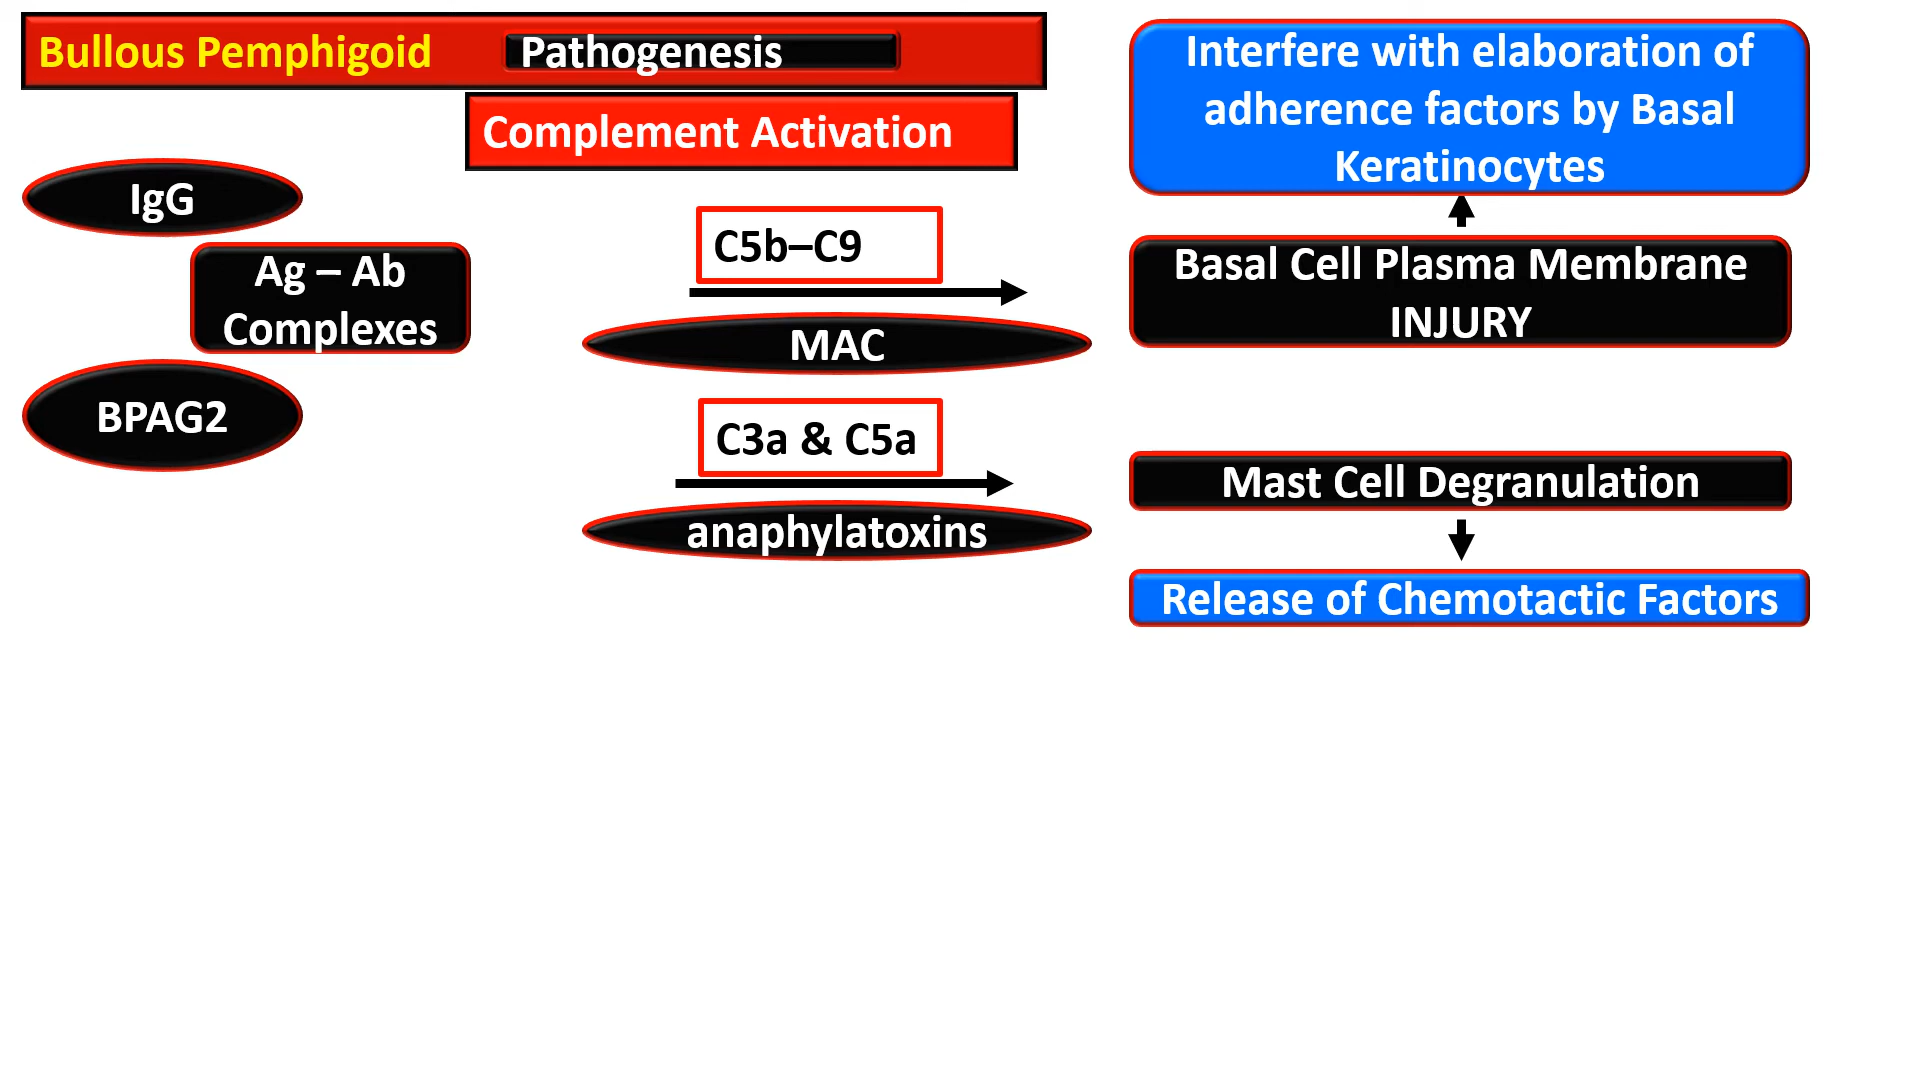 Bullous Pemphigoid Pathogenesis
Complement Activation
IgG
Ag – Ab
Complexes
BPAG2
C5b–C9
MAC
C3a & C5a
anaphylatoxins
Interfere with elaboration of
adherence factors by Basal
Keratinocytes
Basal Cell Plasma Membrane
INJURY
Mast Cell Degranulation
Release of Chemotactic Factors